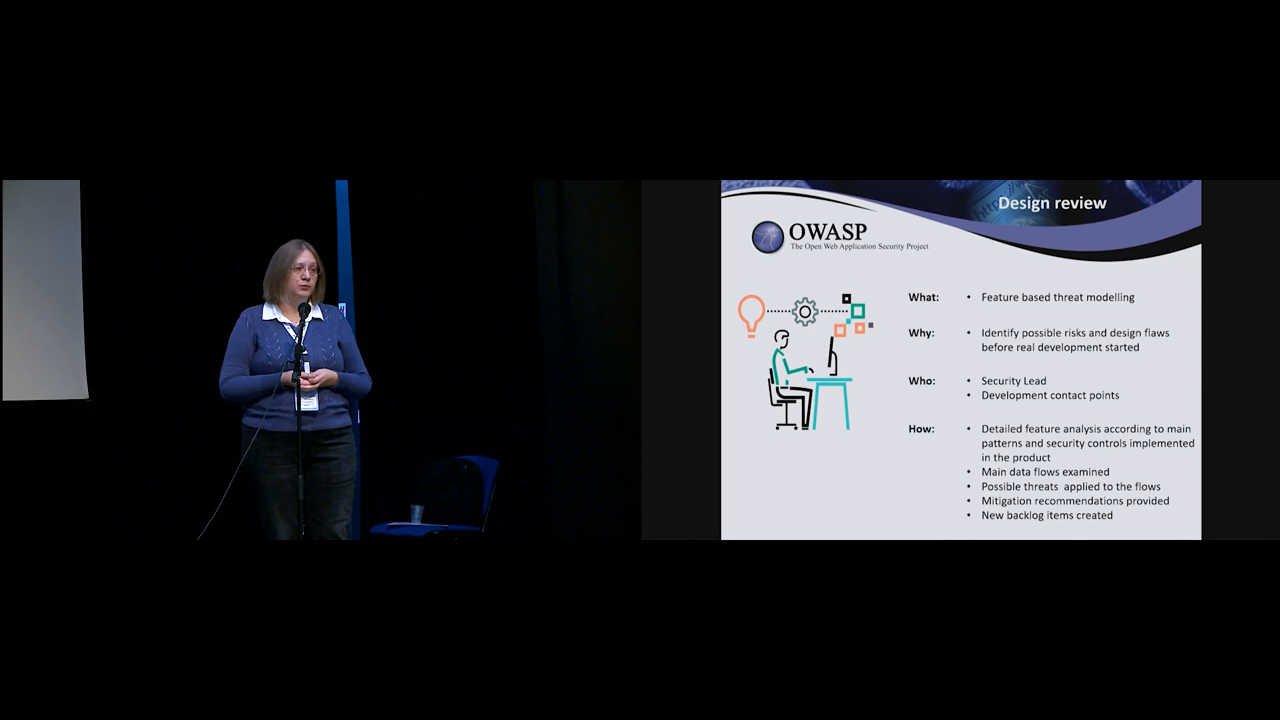 Design review
OWASP
The Open Web Application Security Project
What:
• Feature based threat modelling
Why:
• Identify possible risks and design flaws
before real development started
Who:
• Security Lead
• Development contact points
How:
• Detailed feature analysis according to main
patterns and security controls implemented
in the product
• Main data flows examined
• Possible threats applied to the flows
• Mitigation recommendations provided
• New backlog items created